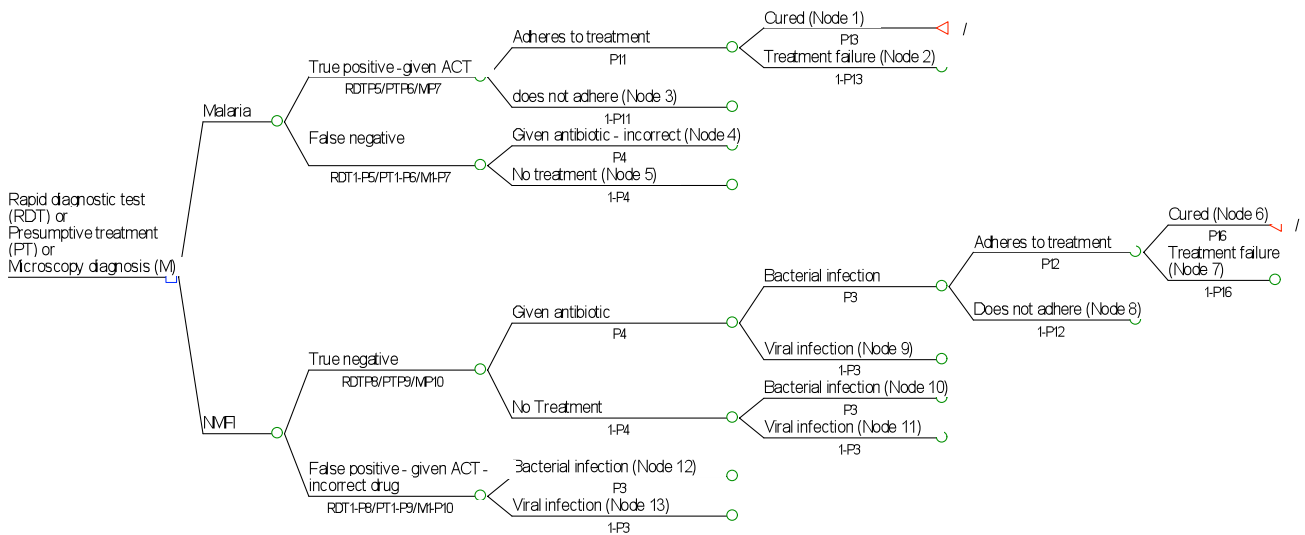 Cured (Node 1)
/
P13
Adheres to treatment
P11
Treatment failure (Node 2)
1-P13
True positive - given ACT
RDTP5/PTP6/MP7
does not adhere (Node 3)
1-P11
Malaria
False negative
RDT1-P5/PT1-P6/M1-P7
Given antibiotic - incorrect (Node 4)
P4
No treatment (Node 5)
1-P4
Rapid diagnostic test
(RDT) or
Presumptive treatment
(PT) or
Microscopy diagnosis (M)
Cured (Node 6)
/
P16
Adheres to treatment
P12
Treatment failure
(Node 7)
1-P16
Bacterial infection
P3
Does not adhere (Node 8)
1-P12
Given antibiotic
P4
Viral infection (Node 9)
1-P3
True negative
RDTP8/PTP9/MP10
Bacterial infection (Node 10)
P3
No Treatment
1-P4
Viral infection (Node 11)
1-P3
NMFI
False positive - given ACT -
incorrect drug
RDT1-P8/PT1-P9/M1-P10
Bacterial infection (Node 12)
P3
Viral infection (Node 13)
1-P3